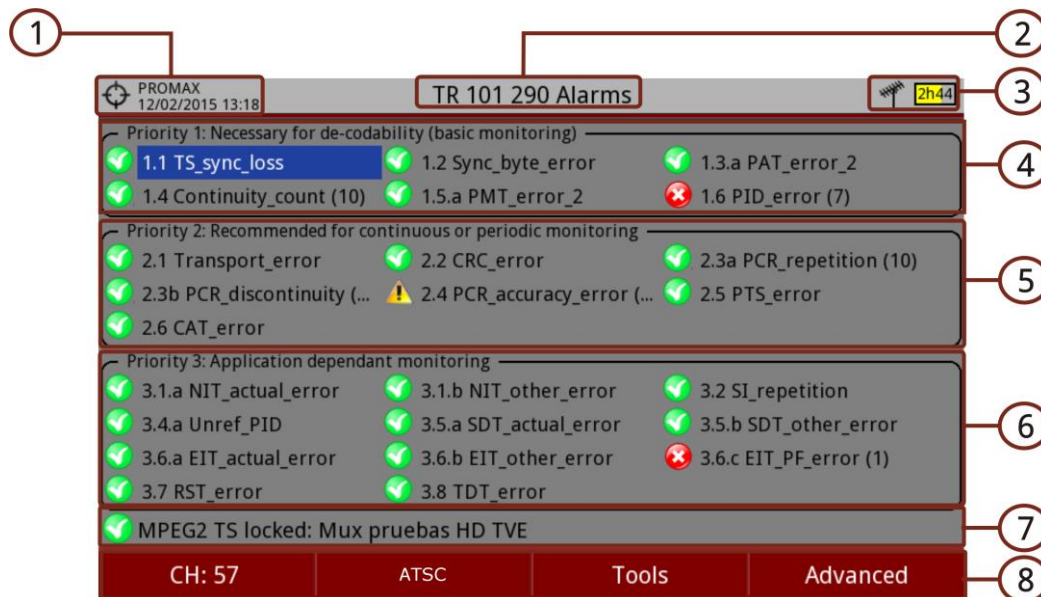 1
2
3
4
5
6
7
8
PROMAX
12/02/2015 13:18
TR 101 290 Alarms
2h44
Priority 1: Necessary for de-codability (basic monitoring)
1.1 TS_sync_loss
1.2 Sync_byte_error
1.3.a PAT_error_2
1.4 Continuity_count (10)
1.5.a PMT_error_2
1.6 PID_error (7)
Priority 2: Recommended for continuous or periodic monitoring
2.1 Transport_error
2.2 CRC_error
2.3a PCR_repetition (10)
2.3b PCR_discontinuity (...
2.4 PCR_accuracy_error (...
2.5 PTS_error
2.6 CAT_error
Priority 3: Application dependant monitoring
3.1.a NIT_actual_error
3.1.b NIT_other_error
3.2 SI_repetition
3.4.a Unref_PID
3.5.a SDT_actual_error
3.5.b SDT_other_error
3.6.a EIT_actual_error
3.6.b EIT_other_error
3.6.c EIT_PF_error (1)
3.7 RST_error
3.8 TDT_error
MPEG2 TS locked: Mux pruebas HD TVE
CH: 57
ATSC
Tools
Advanced